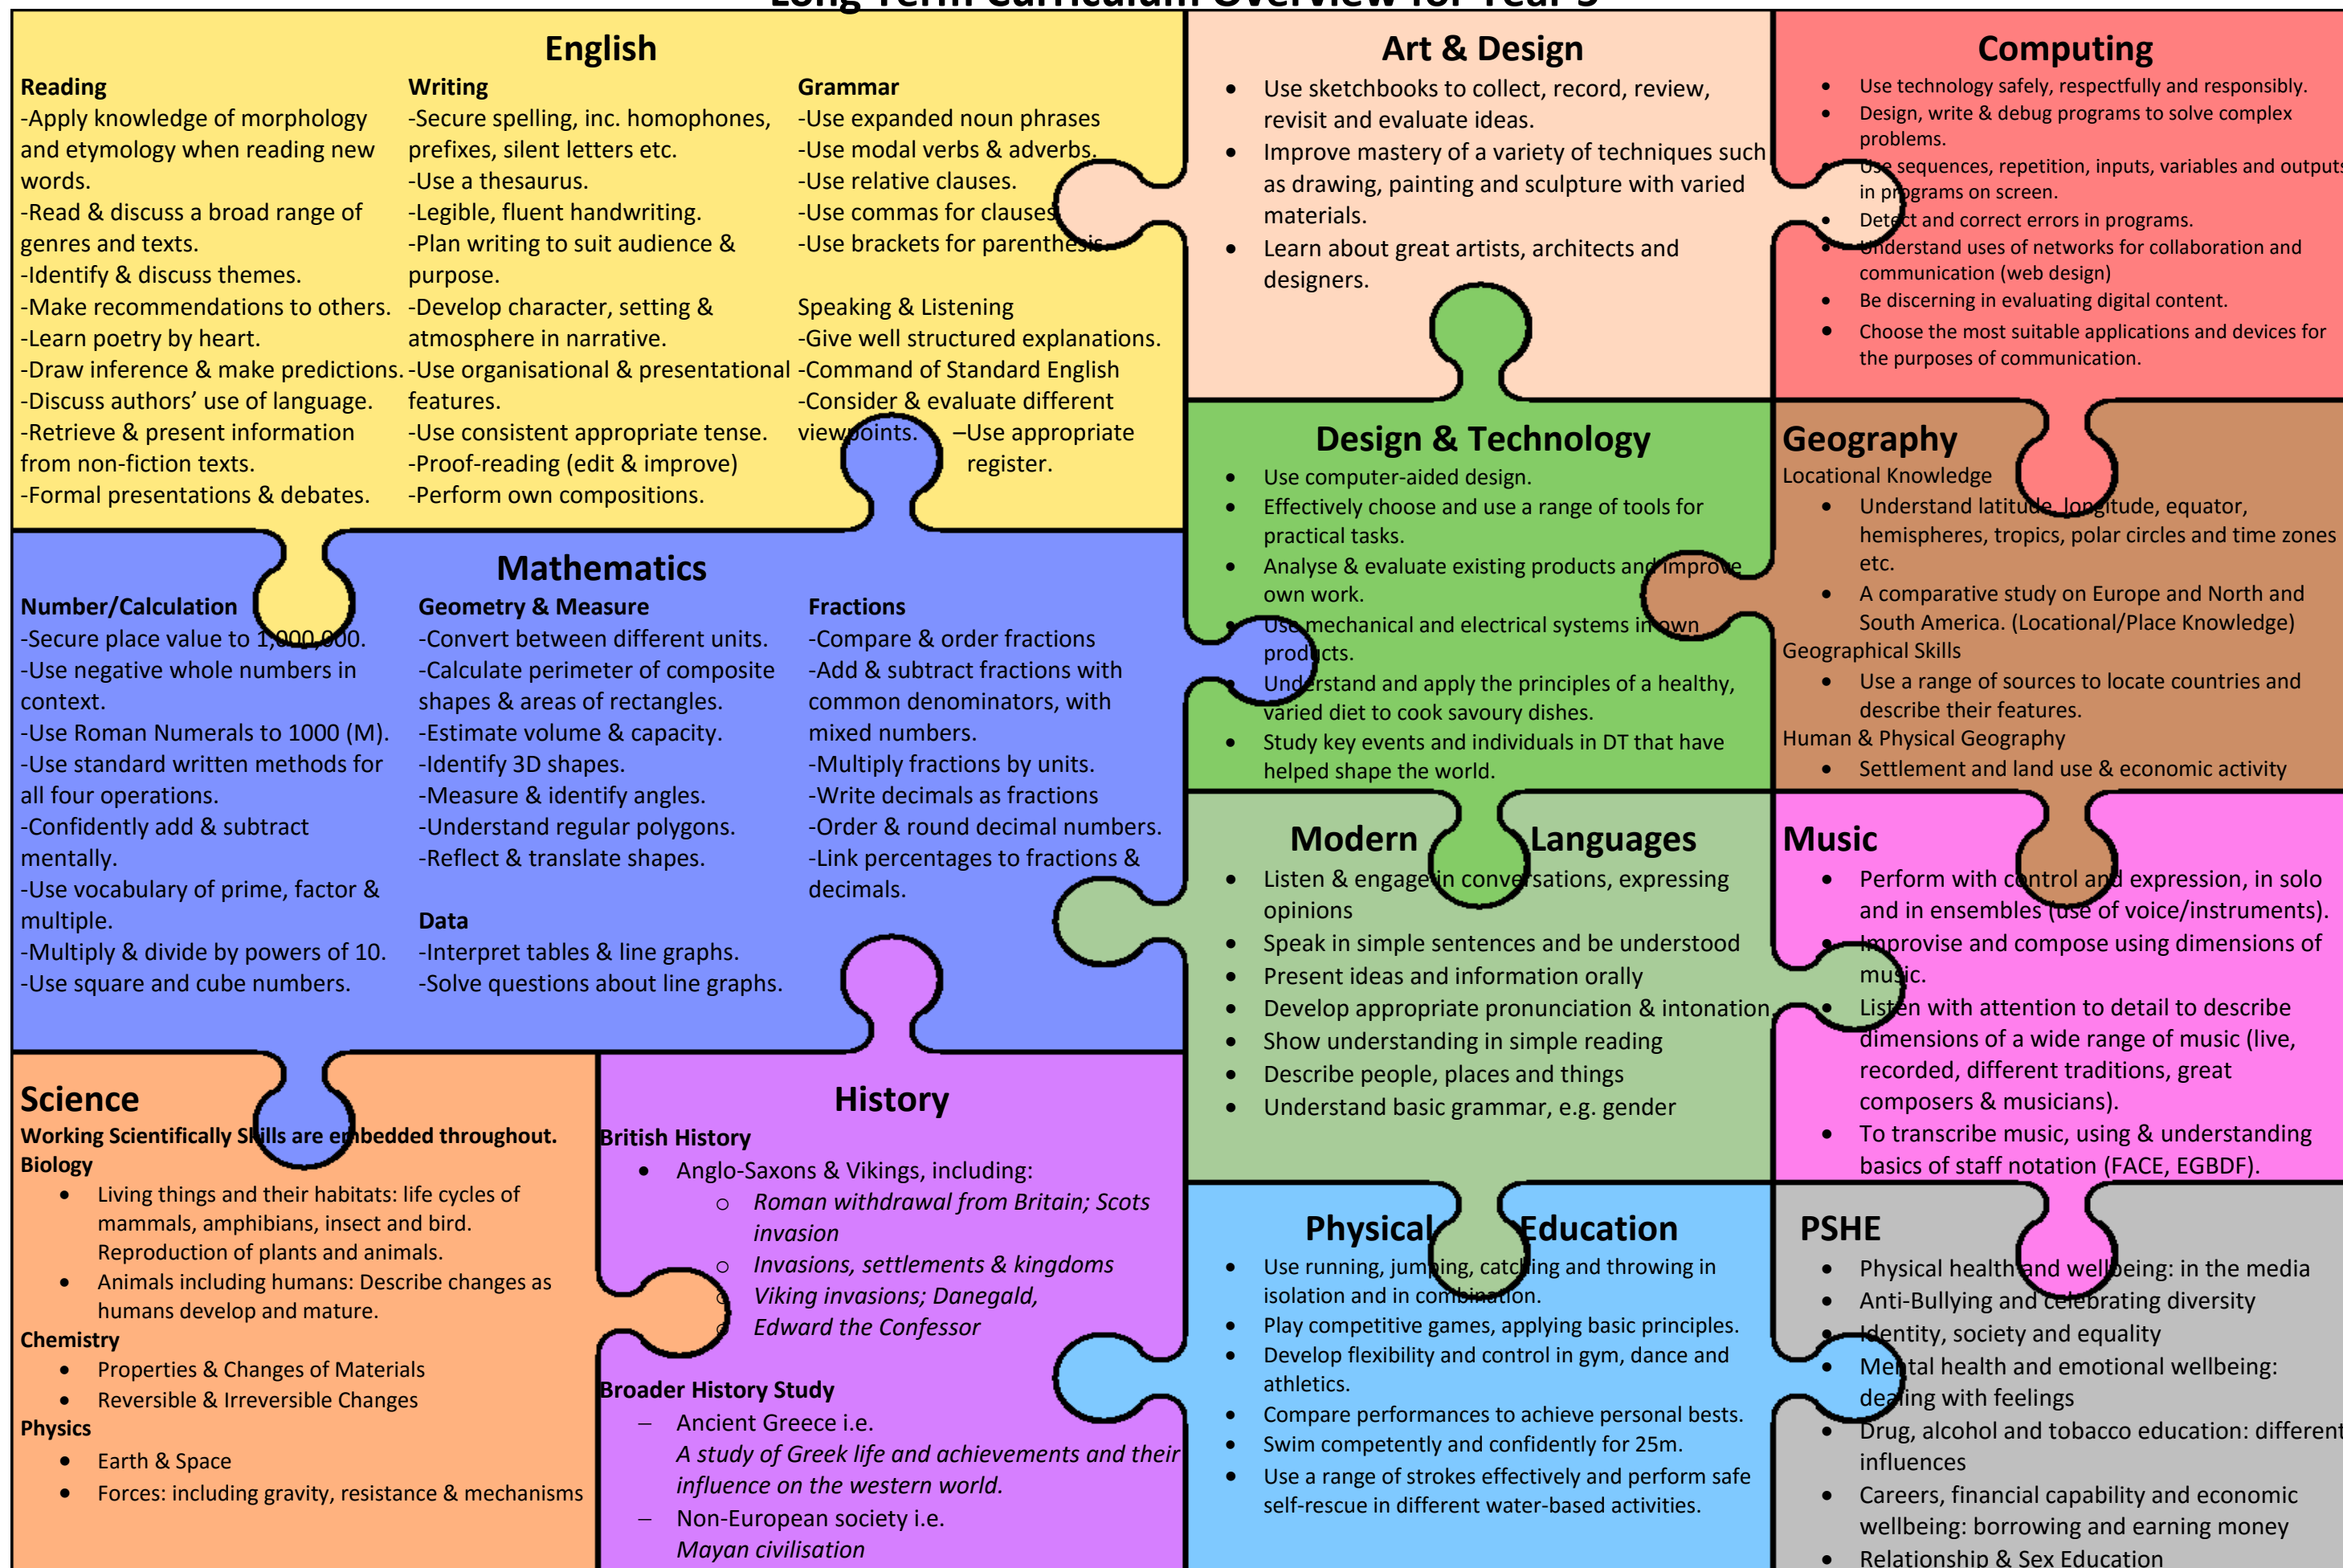 Long Term Curriculum Overview for Year 5
English
Reading
-Apply knowledge of morphology
and etymology when reading new
words.
-Read & discuss a broad range of
genres and texts.
-Identify & discuss themes.
-Make recommendations to others.
-Learn poetry by heart.
-Draw inference & make predictions.
-Discuss authors’ use of language.
-Retrieve & present information
from non-fiction texts.
-Formal presentations & debates.
Writing
-Secure spelling, inc. homophones,
prefixes, silent letters etc.
-Use a thesaurus.
-Legible, fluent handwriting.
-Plan writing to suit audience &
purpose.
-Develop character, setting &
atmosphere in narrative.
-Use organisational & presentational
features.
-Use consistent appropriate tense.
-Proof-reading (edit & improve)
-Perform own compositions.
Grammar
-Use expanded noun phrases
-Use modal verbs & adverbs.
-Use relative clauses.
-Use commas for clauses
-Use brackets for parenthesis.
Speaking & Listening
-Give well structured explanations.
-Command of Standard English
-Consider & evaluate different
viewpoints. –Use appropriate
register.
Art & Design
• Use sketchbooks to collect, record, review,
revisit and evaluate ideas.
• Improve mastery of a variety of techniques such
as drawing, painting and sculpture with varied
materials.
• Learn about great artists, architects and
designers.
Computing
• Use technology safely, respectfully and responsibly.
• Design, write & debug programs to solve complex
problems.
• Use sequences, repetition, inputs, variables and outputs
in programs on screen.
• Detect and correct errors in programs.
• Understand uses of networks for collaboration and
communication (web design)
• Be discerning in evaluating digital content.
• Choose the most suitable applications and devices for
the purposes of communication.
Mathematics
Number/Calculation
-Secure place value to 1,000,000.
-Use negative whole numbers in
context.
-Use Roman Numerals to 1000 (M).
-Use standard written methods for
all four operations.
-Confidently add & subtract
mentally.
-Use vocabulary of prime, factor &
multiple.
-Multiply & divide by powers of 10.
-Use square and cube numbers.
Geometry & Measure
-Convert between different units.
-Calculate perimeter of composite
shapes & areas of rectangles.
-Estimate volume & capacity.
-Identify 3D shapes.
-Measure & identify angles.
-Understand regular polygons.
-Reflect & translate shapes.
Data
-Interpret tables & line graphs.
-Solve questions about line graphs.
Fractions
-Compare & order fractions
-Add & subtract fractions with
common denominators, with
mixed numbers.
-Multiply fractions by units.
-Write decimals as fractions
-Order & round decimal numbers.
-Link percentages to fractions &
decimals.
Design & Technology
• Use computer-aided design.
• Effectively choose and use a range of tools for
practical tasks.
• Analyse & evaluate existing products and improve
own work.
• Use mechanical and electrical systems in own
products.
• Understand and apply the principles of a healthy,
varied diet to cook savoury dishes.
• Study key events and individuals in DT that have
helped shape the world.
Geography
Locational Knowledge
• Understand latitude, longitude, equator,
hemispheres, tropics, polar circles and time zones
etc.
• A comparative study on Europe and North and
South America. (Locational/Place Knowledge)
Geographical Skills
• Use a range of sources to locate countries and
describe their features.
Human & Physical Geography
• Settlement and land use & economic activity
Modern Languages
• Listen & engage in conversations, expressing
opinions
• Speak in simple sentences and be understood
• Present ideas and information orally
• Develop appropriate pronunciation & intonation.
• Show understanding in simple reading
• Describe people, places and things
• Understand basic grammar, e.g. gender
Music
• Perform with control and expression, in solo
and in ensembles (use of voice/instruments).
• Improvise and compose using dimensions of
music.
• Listen with attention to detail to describe
dimensions of a wide range of music (live,
recorded, different traditions, great
composers & musicians).
• To transcribe music, using & understanding
basics of staff notation (FACE, EGBDF).
Science
Working Scientifically Skills are embedded throughout.
Biology
• Living things and their habitats: life cycles of
mammals, amphibians, insect and bird.
Reproduction of plants and animals.
• Animals including humans: Describe changes as
humans develop and mature.
Chemistry
• Properties & Changes of Materials
• Reversible & Irreversible Changes
Physics
• Earth & Space
• Forces: including gravity, resistance & mechanisms
History
British History
• Anglo-Saxons & Vikings, including:
o Roman withdrawal from Britain; Scots
invasion
o Invasions, settlements & kingdoms
o Viking invasions; Danegald,
o Edward the Confessor
Broader History Study
– Ancient Greece i.e.
A study of Greek life and achievements and their
influence on the western world.
– Non-European society i.e.
Mayan civilisation
Physical Education
• Use running, jumping, catching and throwing in
isolation and in combination.
• Play competitive games, applying basic principles.
• Develop flexibility and control in gym, dance and
athletics.
• Compare performances to achieve personal bests.
• Swim competently and confidently for 25m.
• Use a range of strokes effectively and perform safe
self-rescue in different water-based activities.
PSHE
• Physical health and wellbeing: in the media
• Anti-Bullying and celebrating diversity
• Identity, society and equality
• Mental health and emotional wellbeing:
dealing with feelings
• Drug, alcohol and tobacco education: different
influences
• Careers, financial capability and economic
wellbeing: borrowing and earning money
• Relationship & Sex Education